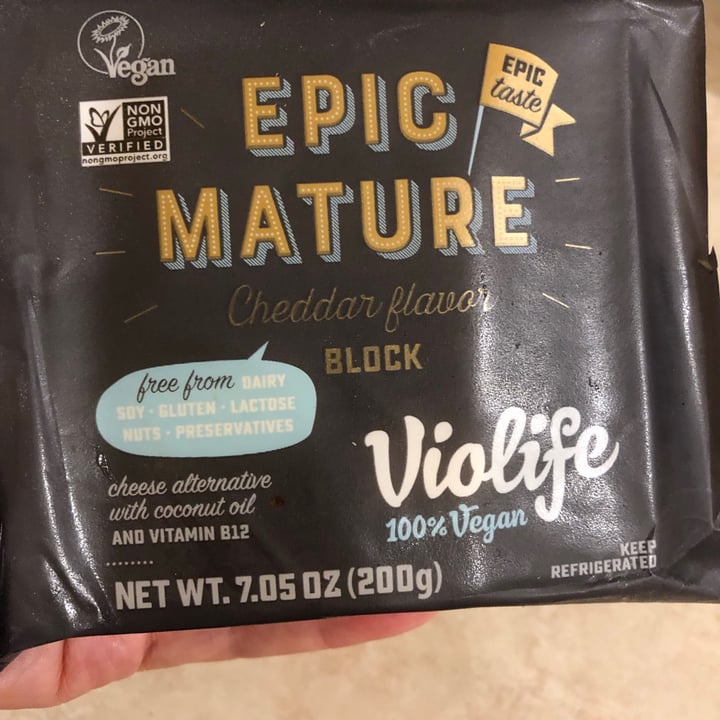 Vegan
NON
GMO
Project
VERIFIED
nongmoproject.org
EPIC
taste
EPIC
MATURE
Cheddar flavor
BLOCK
free from DAIRY
SOY · GLUTEN · LACTOSE
NUTS · PRESERVATIVES
cheese alternative
with coconut oil
AND VITAMIN B12
Violife
100% Vegan
KEEP
REFRIGERATED
NET WT. 7.05 OZ (200g)